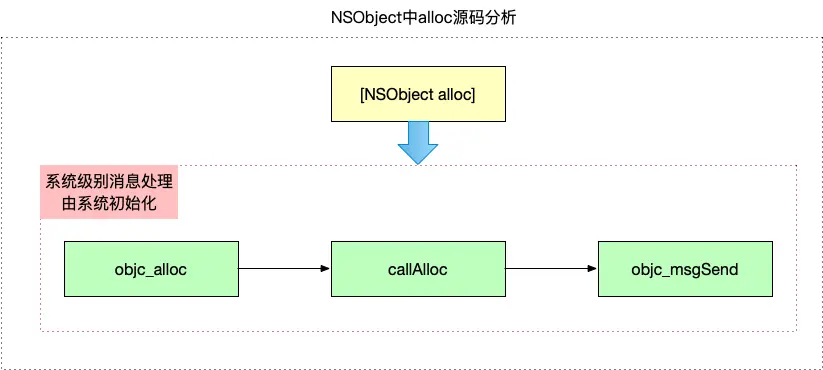 NSObject中alloc源码分析
[NSObject alloc]
系统级别消息处理
由系统初始化
objc_alloc
callAlloc
objc_msgSend